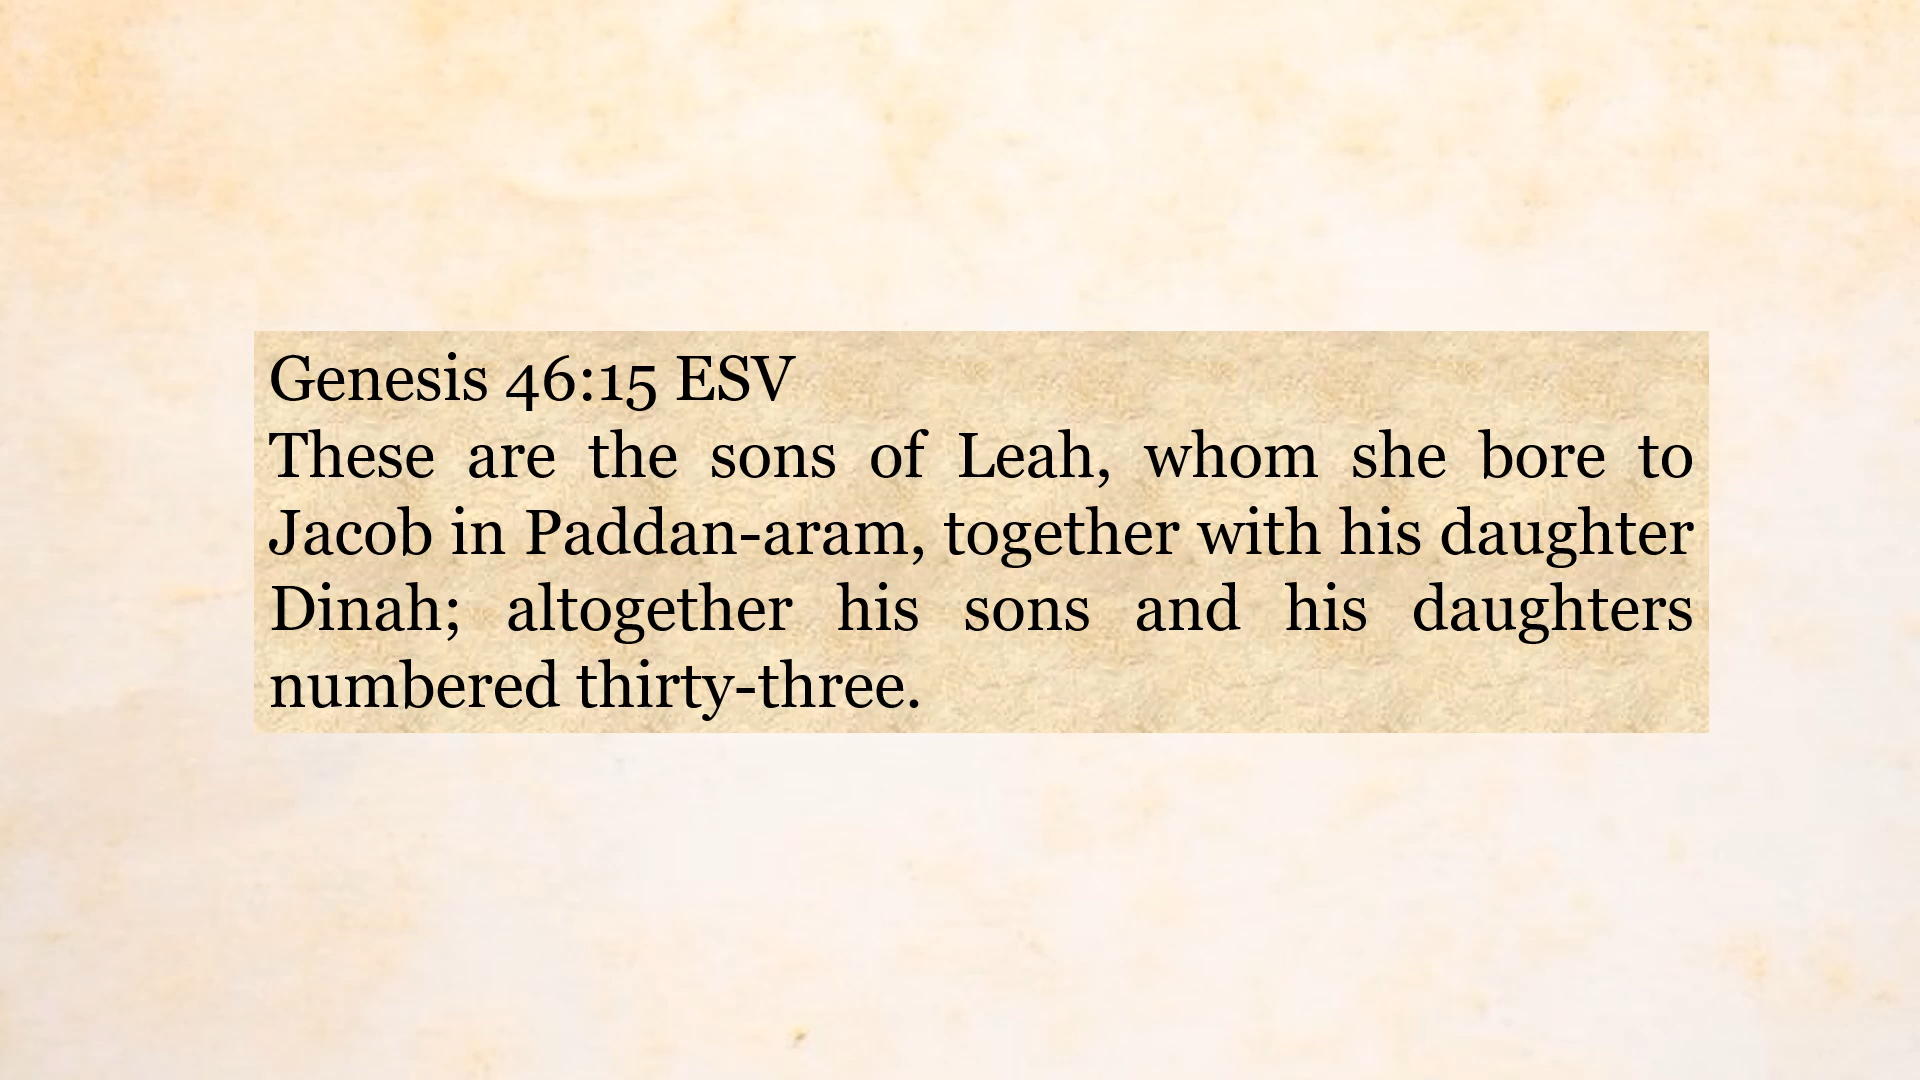 Genesis 46:15 ESV
These are the sons of Leah, whom she bore to
Jacob in Paddan-aram, together with his daughter
Dinah; altogether his sons and his daughters
numbered thirty-three.